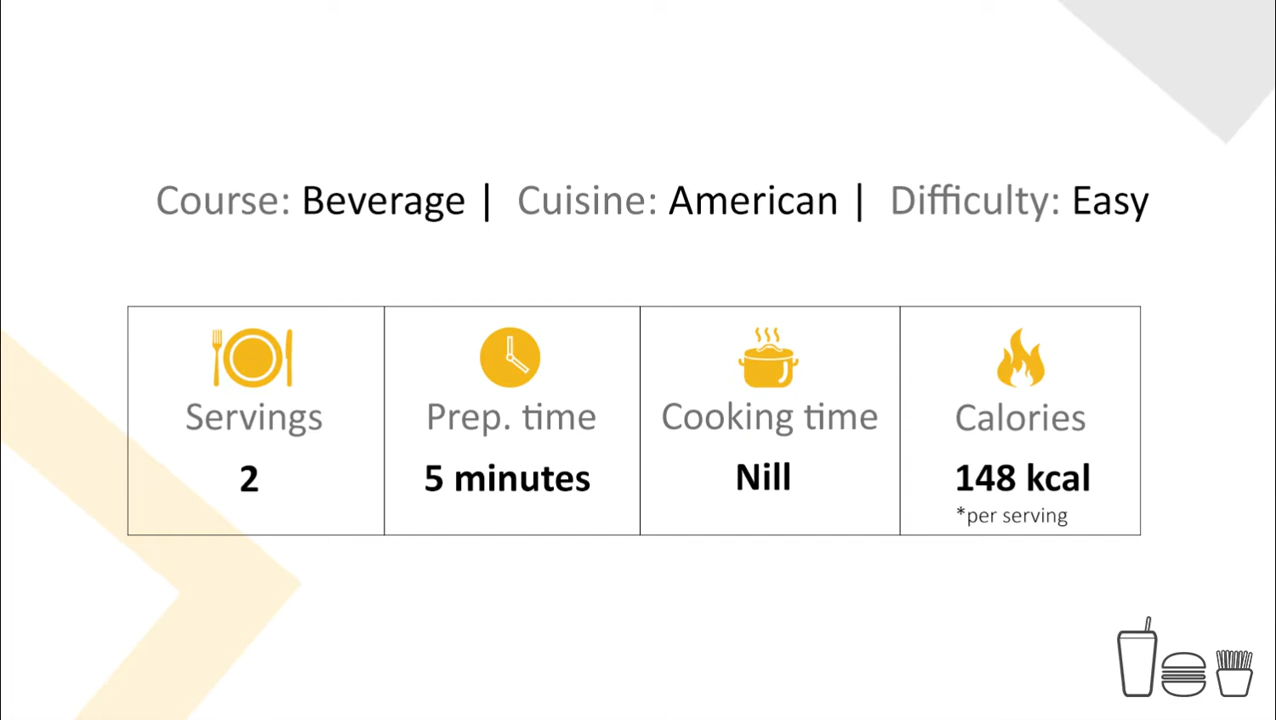 Course: Beverage | Cuisine: American | Difficulty: Easy
Servings Prep. time Cooking time Calories
2 5 minutes Nill 148 kcal
*per serving